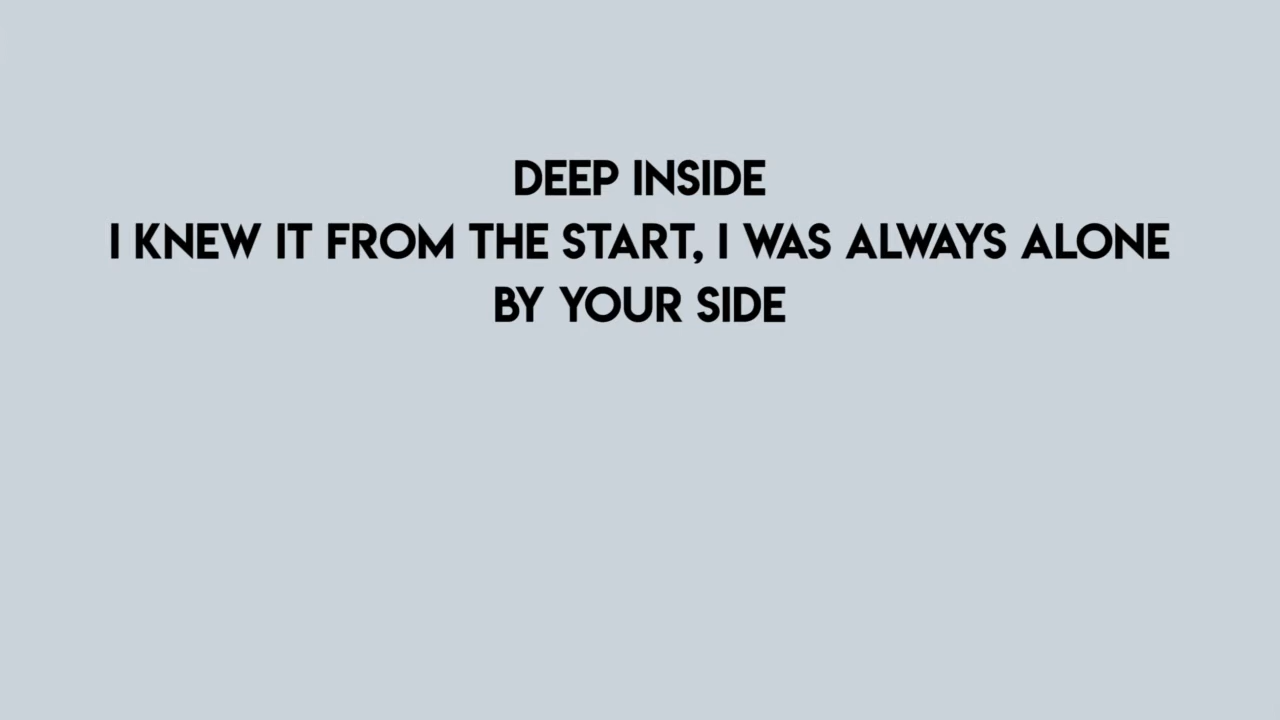 DEEP INSIDE
I KNEW IT FROM THE START, I WAS ALWAYS ALONE
BY YOUR SIDE